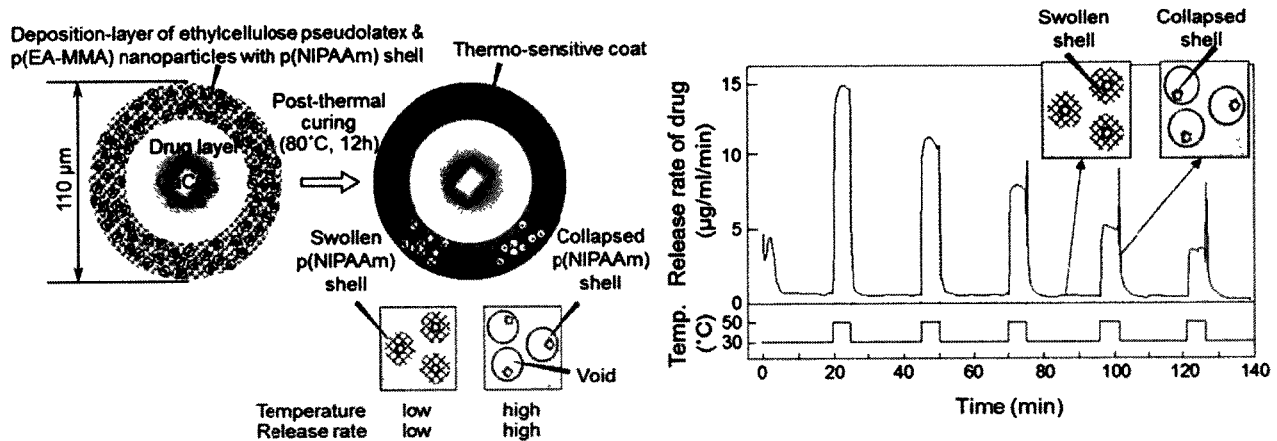 Deposition-layer of ethylcellulose pseudolatex &
p(EA-MMA) nanoparticles with p(NIPAAm) shell
Thermo-sensitive coat
Post-thermal
curing
(80°C, 12h)
Drug layer
C
110 µm
Swollen
p(NIPAAm)
shell
Collapsed
p(NIPAAm)
shell
Void
Temperature low high
Release rate low high
Swollen
shell
Collapsed
shell
Release rate of drug
(µg/ml/min)
15
10
5
0
Temp.
(°C)
50
30
0 20 40 60 80 100 120 140
Time (min)